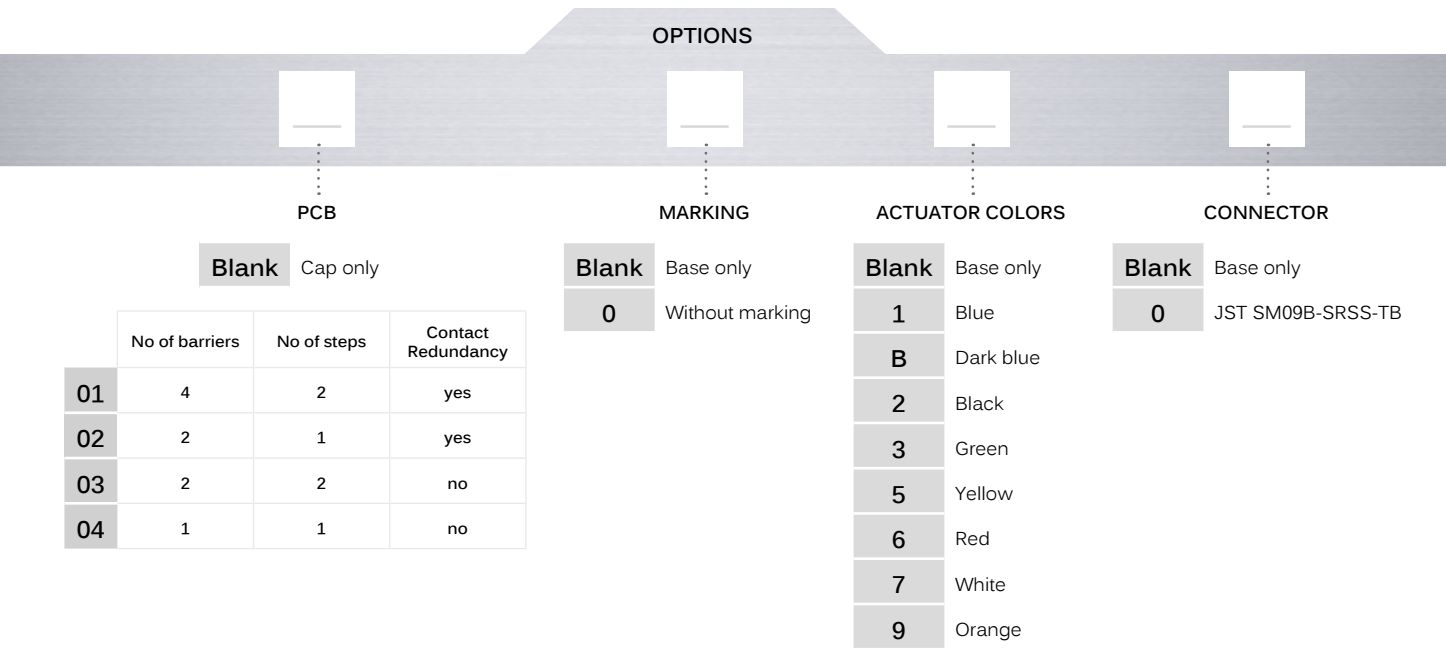 OPTIONS
PCB
Blank Cap only
No of barriers No of steps Contact Redundancy
01 4 2 yes
02 2 1 yes
03 2 2 no
04 1 1 no
MARKING
Blank Base only
0 Without marking
ACTUATOR COLORS
Blank Base only
1 Blue
B Dark blue
2 Black
3 Green
5 Yellow
6 Red
7 White
9 Orange
CONNECTOR
Blank Base only
0 JST SM09B-SRSS-TB